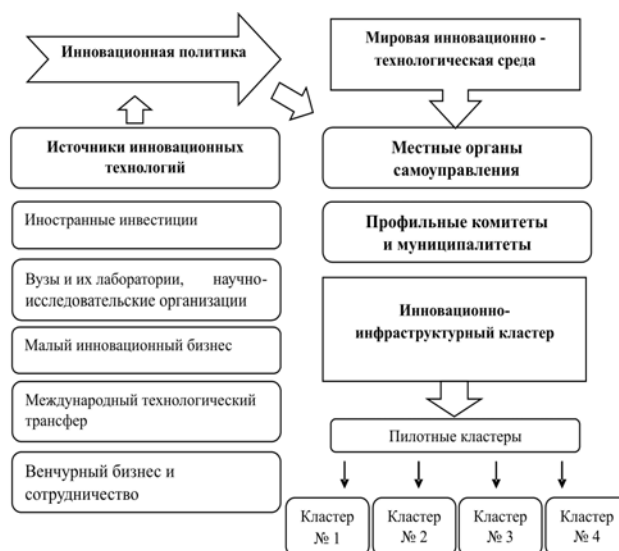 Инновационная политика
Мировая инновационно -
технологическая среда
Источники инновационных
технологий
Иностранные инвестиции
Вузы и их лаборатории, научно-
исследовательские организации
Малый инновационный бизнес
Международный технологический
трансфер
Венчурный бизнес и
сотрудничество
Местные органы
самоуправления
Профильные комитеты
и муниципалитеты
Инновационно-
инфраструктурный кластер
Пилотные кластеры
Кластер
№ 1
Кластер
№ 2
Кластер
№ 3
Кластер
№ 4